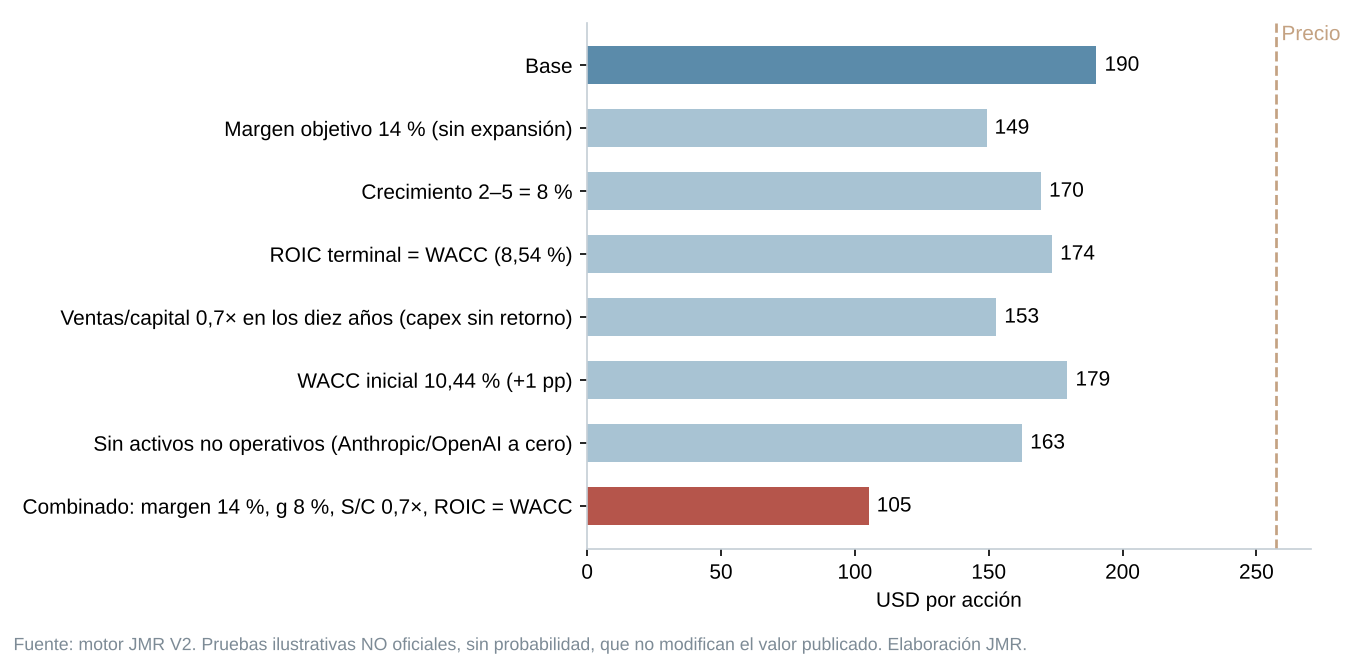 Precio
Base 190
Margen objetivo 14 % (sin expansión) 149
Crecimiento 2–5 = 8 % 170
ROIC terminal = WACC (8,54 %) 174
Ventas/capital 0,7× en los diez años (capex sin retorno) 153
WACC inicial 10,44 % (+1 pp) 179
Sin activos no operativos (Anthropic/OpenAI a cero) 163
Combinado: margen 14 %, g 8 %, S/C 0,7×, ROIC = WACC 105
0 50 100 150 200 250
USD por acción
Fuente: motor JMR V2. Pruebas ilustrativas NO oficiales, sin probabilidad, que no modifican el valor publicado. Elaboración JMR.